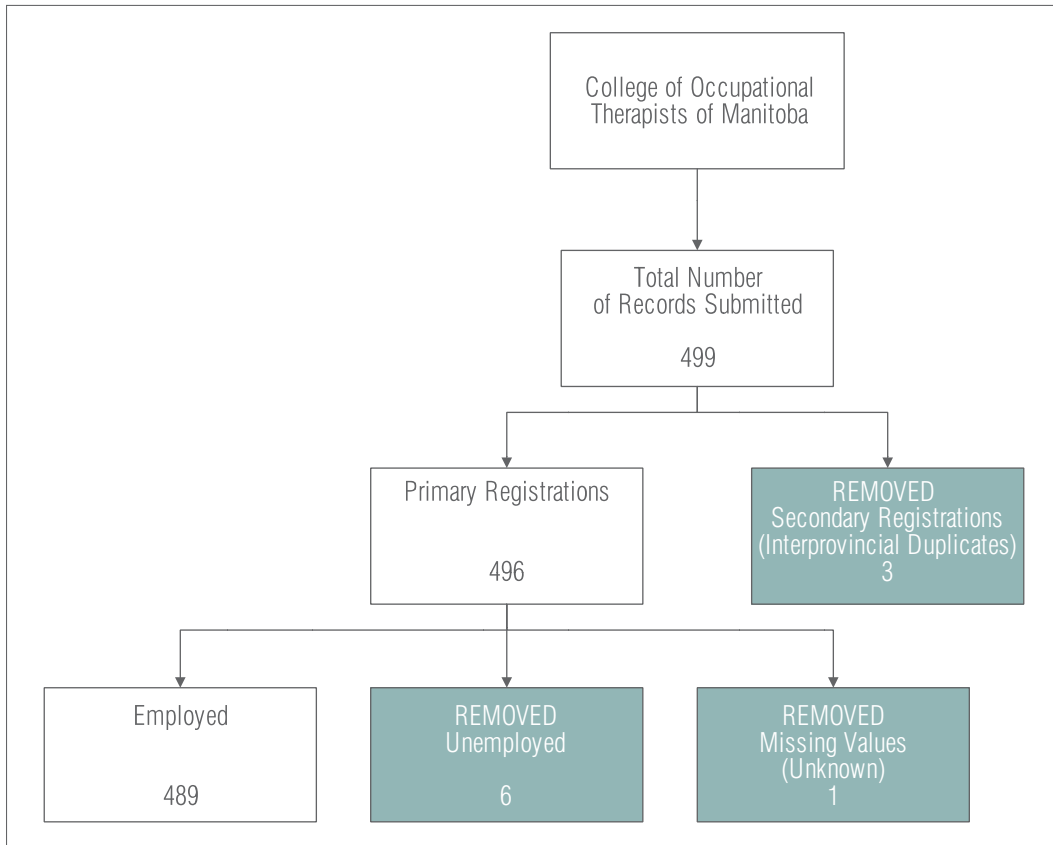 College of Occupational
Therapists of Manitoba
Total Number
of Records Submitted
499
Primary Registrations
496
REMOVED
Secondary Registrations
(Interprovincial Duplicates)
3
Employed
489
REMOVED
Unemployed
6
REMOVED
Missing Values
(Unknown)
1